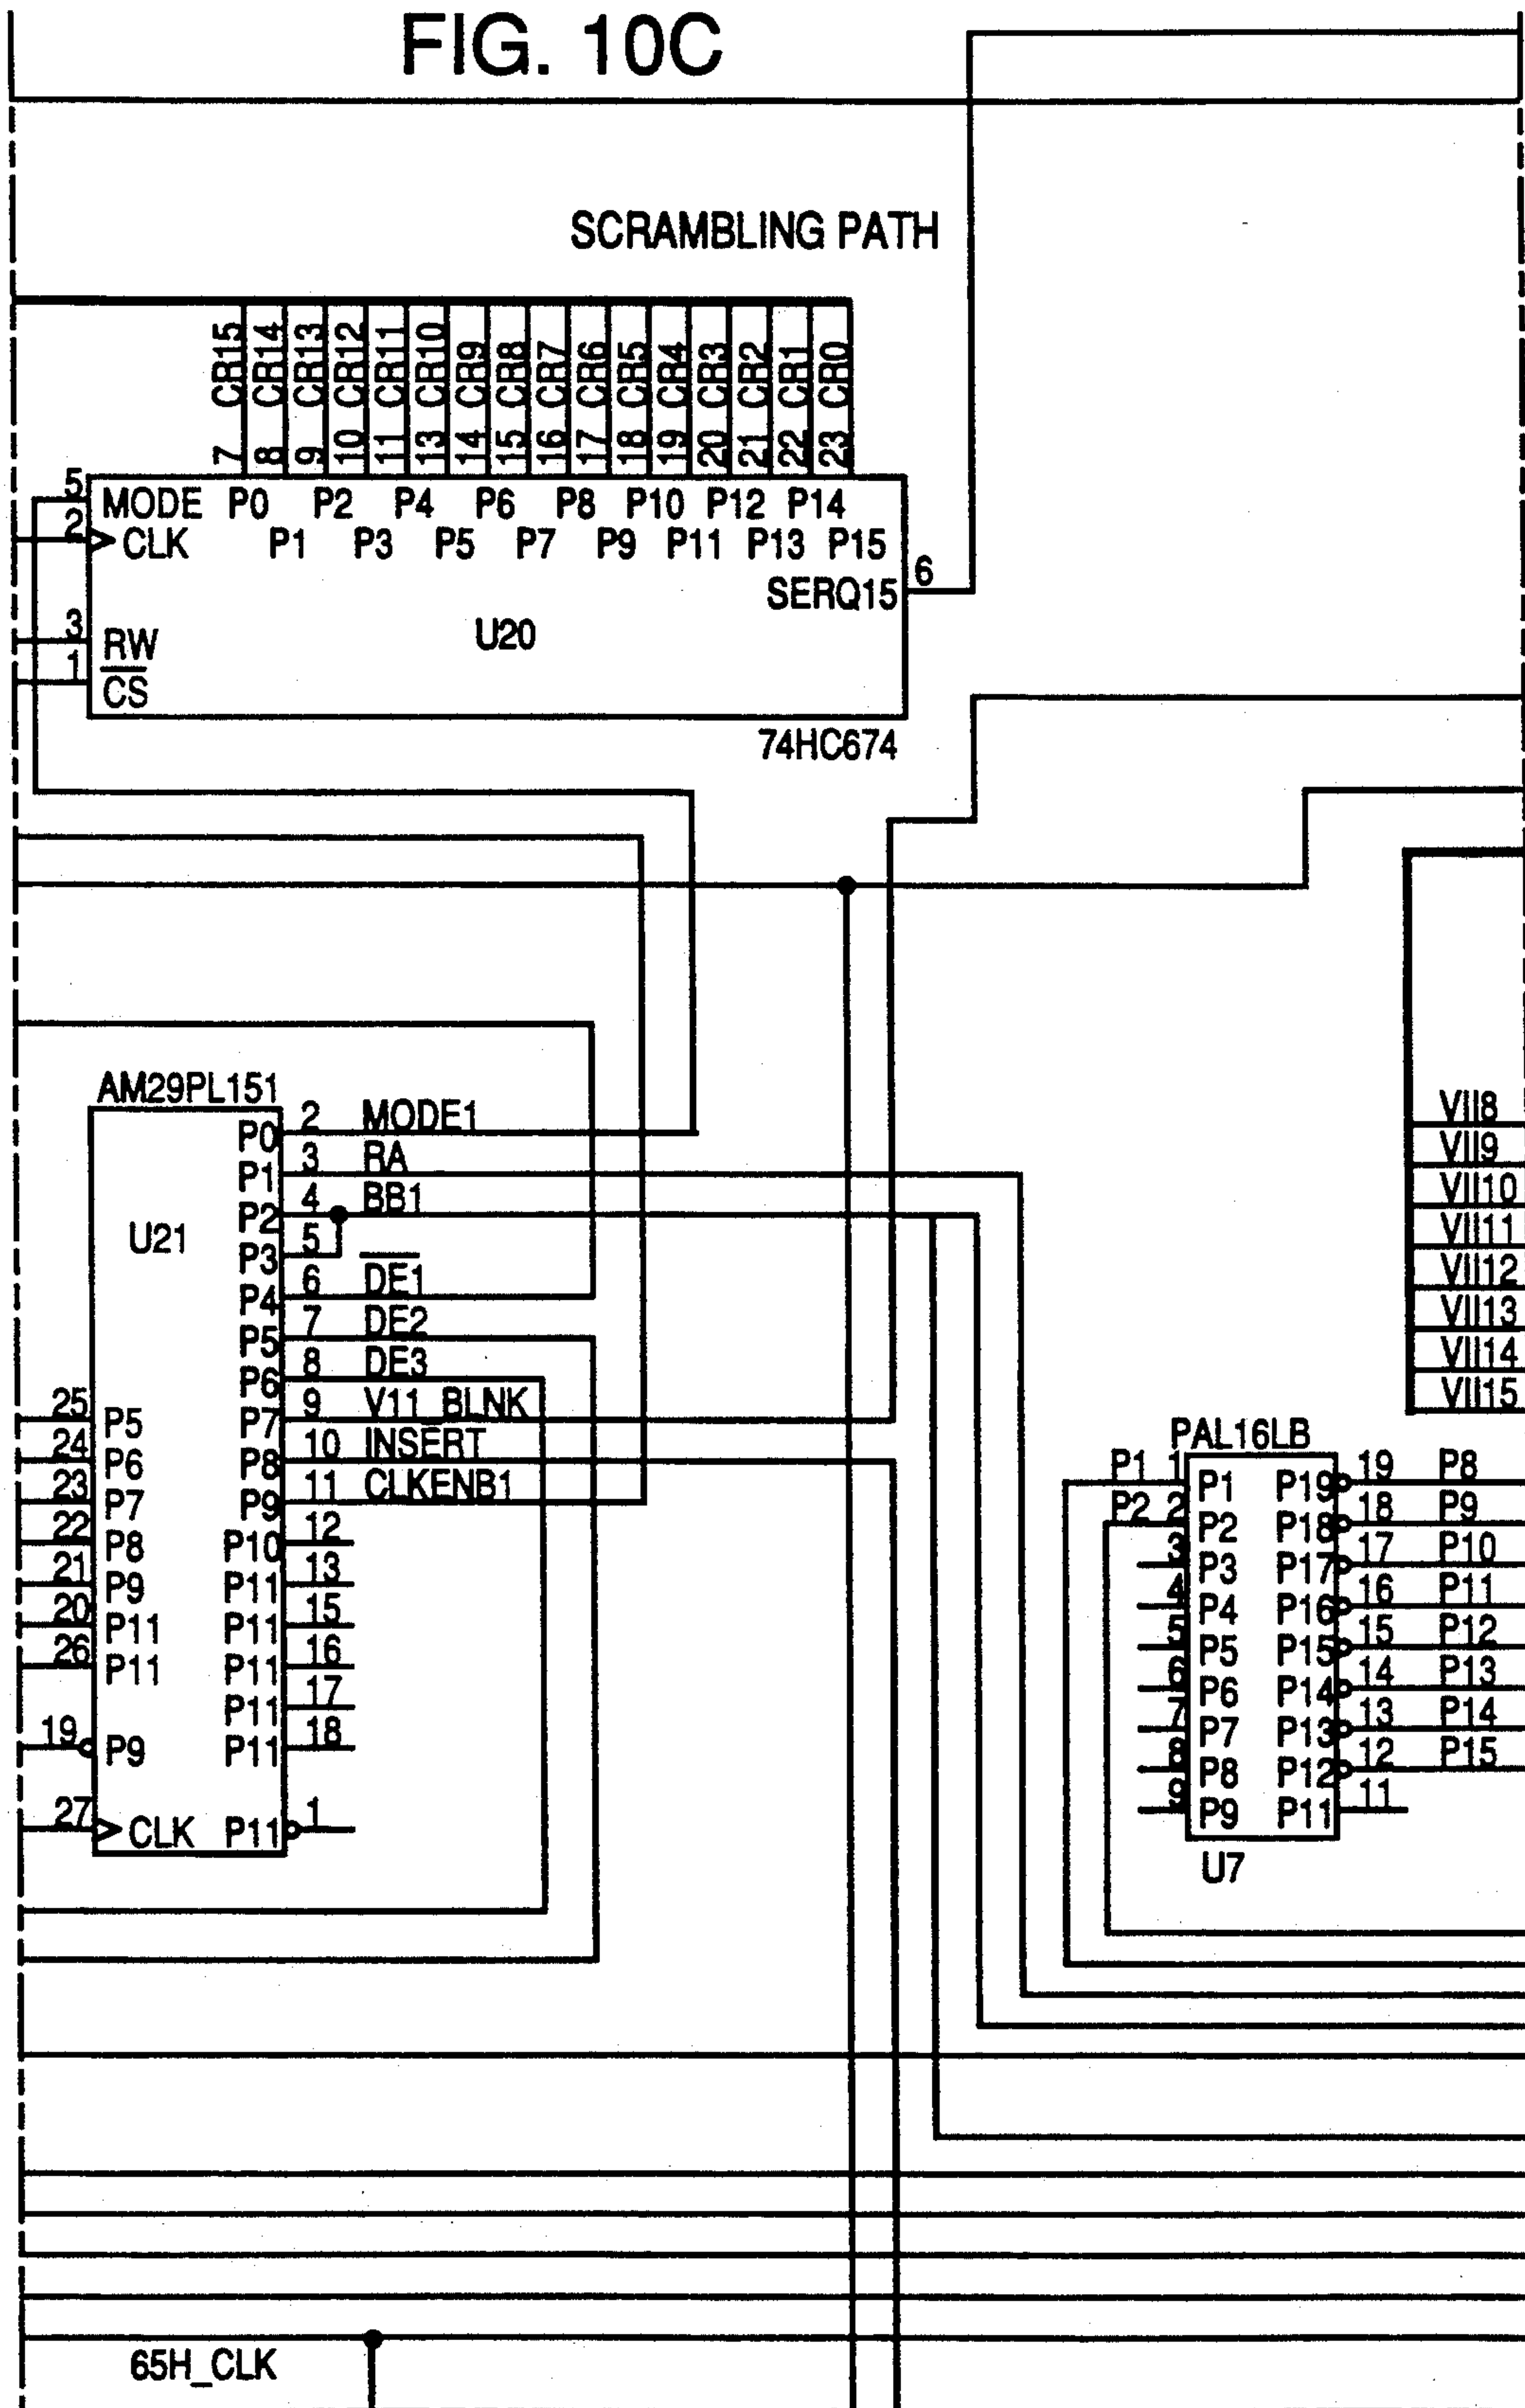 FIG. 10C
SCRAMBLING PATH
CR15 CR14 CR13 CR12 CR11 CR10 CR9 CR8 CR7 CR6 CR5 CR4 CR3 CR2 CR1 CR0
7 8 9 10 11 13 14 15 16 17 18 19 20 21 22 23
5 MODE P0 P2 P4 P6 P8 P10 P12 P14
2 CLK P1 P3 P5 P7 P9 P11 P13 P15
SERQ15 6
3 RW
U20
1 CS
74HC674
AM29PL151
U21
P0 2 MODE1
P1 3 RA
P2 4 BB1
P3 5
P4 6 DE1
P5 7 DE2
P6 8 DE3
25 P5 P7 9 V11_BLNK
24 P6 P8 10 INSERT
23 P7 P9 11 CLKENB1
22 P8 P10 12
21 P9 P11 13
20 P11 P11 15
26 P11 P11 16
P11 17
19 P9 P11 18
27 CLK P11 1
VII8
VII9
VII10
VII11
VII12
VII13
VII14
VII15
PAL16LB
P1 1 P1 P19 19 P8
P2 2 P2 P18 18 P9
3 P3 P17 17 P10
4 P4 P16 16 P11
5 P5 P15 15 P12
6 P6 P14 14 P13
7 P7 P13 13 P14
8 P8 P12 12 P15
9 P9 P11 11
U7
65H_CLK